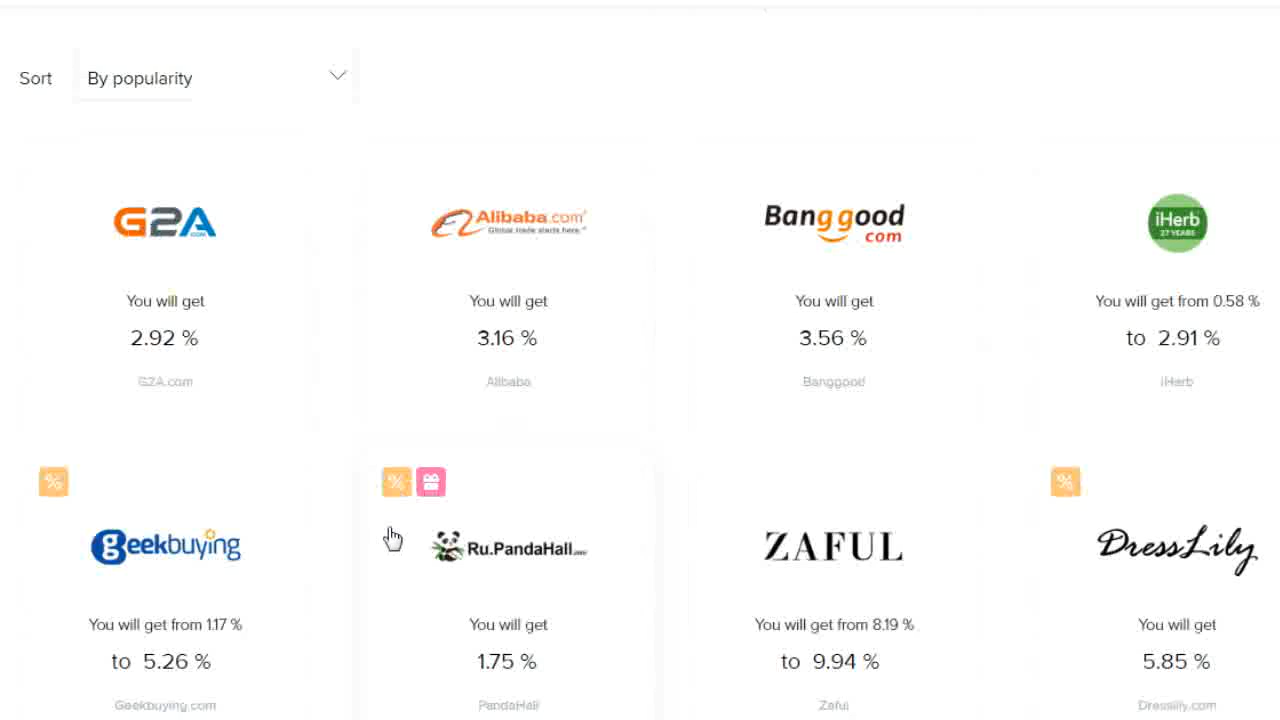 Sort By popularity
G2A
.COM
Alibaba.com
Global trade starts here.
Banggood
com
iHerb
27 YEARS
You will get
2.92 %
G2A.com
You will get
3.16 %
Alibaba
You will get
3.56 %
Banggood
You will get from 0.58 %
to 2.91 %
iHerb
%
geekbuying
You will get from 1.17 %
to 5.26 %
Geekbuying.com
%
Ru.PandaHall.com
You will get
1.75 %
PandaHall
ZAFUL
You will get from 8.19 %
to 9.94 %
Zaful
%
DressLily
You will get
5.85 %
Dresslily.com